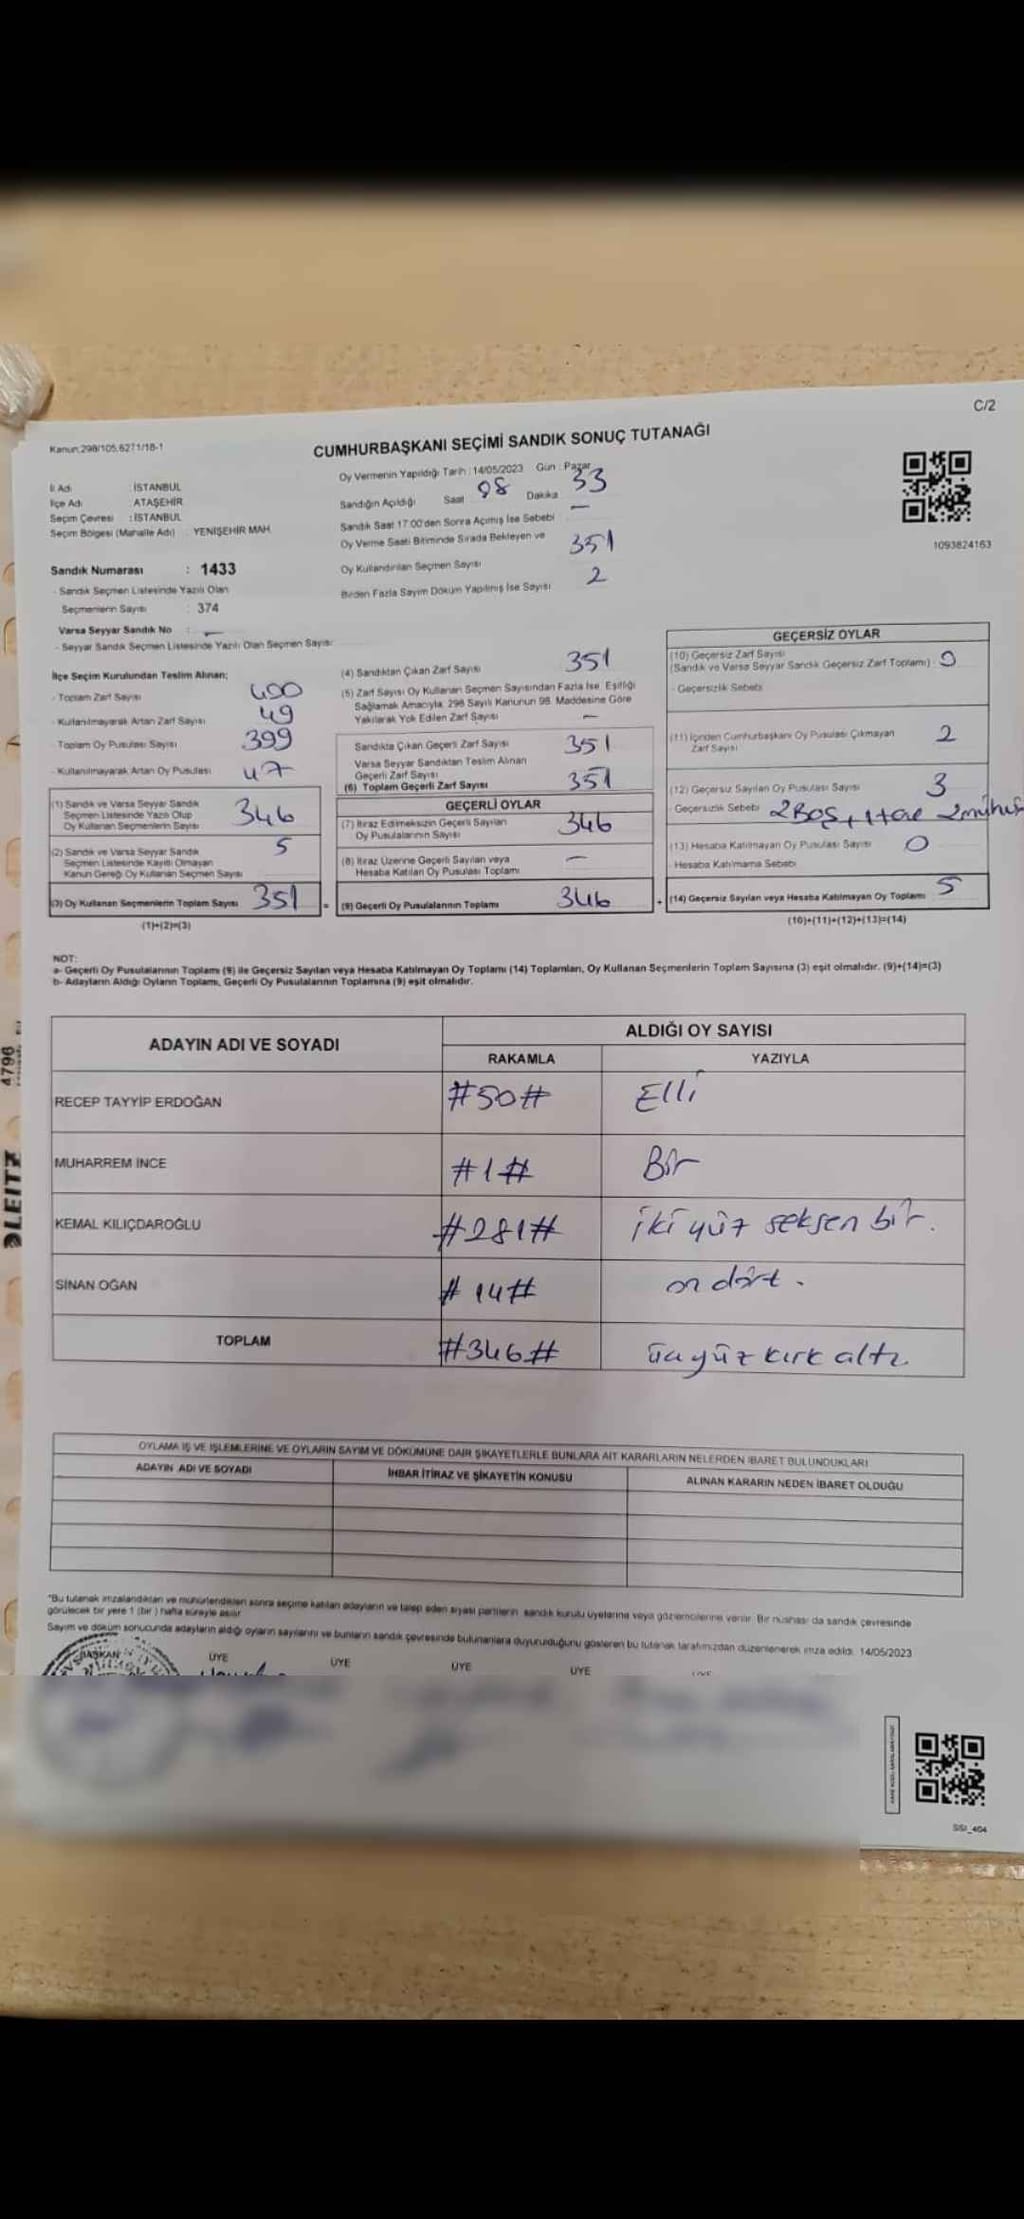 C/2
Kanun:298/105,6271/18-1
CUMHURBAŞKANI SEÇİMİ SANDIK SONUÇ TUTANAĞI
Oy Vermenin Yapıldığı Tarih : 14/05/2023 Gün : Pazar
İl Adı : İSTANBUL
İlçe Adı : ATAŞEHİR
Seçim Çevresi : İSTANBUL
Seçim Bölgesi (Mahalle Adı) : YENİŞEHİR MAH.
Sandığın Açıldığı Saat 08 Dakika 33
Sandık Saat 17:00'den Sonra Açılmış İse Sebebi —
Oy Verme Saati Bitiminde Sırada Bekleyen ve
Oy Kullandırılan Seçmen Sayısı 351
Birden Fazla Sayım Döküm Yapılmış İse Sayısı 2
1093824163
Sandık Numarası : 1433
- Sandık Seçmen Listesinde Yazılı Olan
Seçmenlerin Sayısı : 374
Varsa Seyyar Sandık No : —
- Seyyar Sandık Seçmen Listesinde Yazılı Olan Seçmen Sayısı:
İlçe Seçim Kurulundan Teslim Alınan;
- Toplam Zarf Sayısı 400
- Kullanılmayarak Artan Zarf Sayısı 49
- Toplam Oy Pusulası Sayısı 399
- Kullanılmayarak Artan Oy Pusulası 47
(1) Sandık ve Varsa Seyyar Sandık
Seçmen Listesinde Yazılı Olup
Oy Kullanan Seçmenlerin Sayısı 346
(2) Sandık ve Varsa Seyyar Sandık
Seçmen Listesinde Kayıtlı Olmayan
Kanun Gereği Oy Kullanan Seçmen Sayısı 5
(3) Oy Kullanan Seçmenlerin Toplam Sayısı 351 =
(1)+(2)=(3)
(4) Sandıktan Çıkan Zarf Sayısı 351
(5) Zarf Sayısı Oy Kullanan Seçmen Sayısından Fazla İse, Eşitliği
Sağlamak Amacıyla, 298 Sayılı Kanunun 98. Maddesine Göre
Yakılarak Yok Edilen Zarf Sayısı —
Sandıkta Çıkan Geçerli Zarf Sayısı 351
Varsa Seyyar Sandıktan Teslim Alınan
Geçerli Zarf Sayısı
(6) Toplam Geçerli Zarf Sayısı 351
GEÇERLİ OYLAR
(7) İtiraz Edilmeksizin Geçerli Sayılan
Oy Pusulalarının Sayısı 346
(8) İtiraz Üzerine Geçerli Sayılan veya
Hesaba Katılan Oy Pusulası Toplamı —
(9) Geçerli Oy Pusulalarının Toplamı 346 +
GEÇERSİZ OYLAR
(10) Geçersiz Zarf Sayısı
(Sandık ve Varsa Seyyar Sandık Geçersiz Zarf Toplamı) 0
- Geçersizlik Sebebi
(11) İçinden Cumhurbaşkanı Oy Pusulası Çıkmayan
Zarf Sayısı 2
(12) Geçersiz Sayılan Oy Pusulası Sayısı 3
- Geçersizlik Sebebi 2 Boş +
(13) Hesaba Katılmayan Oy Pusulası Sayısı 0
- Hesaba Katılmama Sebebi
(14) Geçersiz Sayılan veya Hesaba Katılmayan Oy Toplamı 5
(10)+(11)+(12)+(13)=(14)
NOT:
a- Geçerli Oy Pusulalarının Toplamı (9) ile Geçersiz Sayılan veya Hesaba Katılmayan Oy Toplamı (14) Toplamları, Oy Kullanan Seçmenlerin Toplam Sayısına (3) eşit olmalıdır. (9)+(14)=(3)
b- Adayların Aldığı Oyların Toplamı, Geçerli Oy Pusulalarının Toplamına (9) eşit olmalıdır.
ADAYIN ADI VE SOYADI ALDIĞI OY SAYISI
RAKAMLA YAZIYLA
RECEP TAYYİP ERDOĞAN #50# Elli
MUHARREM İNCE #1# Bir
KEMAL KILIÇDAROĞLU #281# iki yüz seksen bir.
SİNAN OĞAN #14# on dört.
TOPLAM #346# üçyüz kırk altı
OYLAMA İŞ VE İŞLEMLERİNE VE OYLARIN SAYIM VE DÖKÜMÜNE DAİR ŞİKAYETLERLE BUNLARA AİT KARARLARIN NELERDEN İBARET BULUNDUKLARI
ADAYIN ADI VE SOYADI İHBAR İTİRAZ VE ŞİKAYETİN KONUSU ALINAN KARARIN NEDEN İBARET OLDUĞU
*Bu tutanak imzalandıktan ve mühürlendikten sonra seçime katılan adayların ve talep eden siyasi partilerin sandık kurulu üyelerine veya gözlemcilerine verilir. Bir nüshası da sandık çevresinde
görülecek bir yere 1 (bir) hafta süreyle asılır.
Sayım ve döküm sonucunda adayların aldığı oyların sayılarını ve bunların sandık çevresinde bulunanlara duyurulduğunu gösteren bu tutanak tarafımızdan düzenlenerek imza edildi. 14/05/2023
BAŞKAN ÜYE ÜYE ÜYE ÜYE
SSI_404
LEITZ
4796